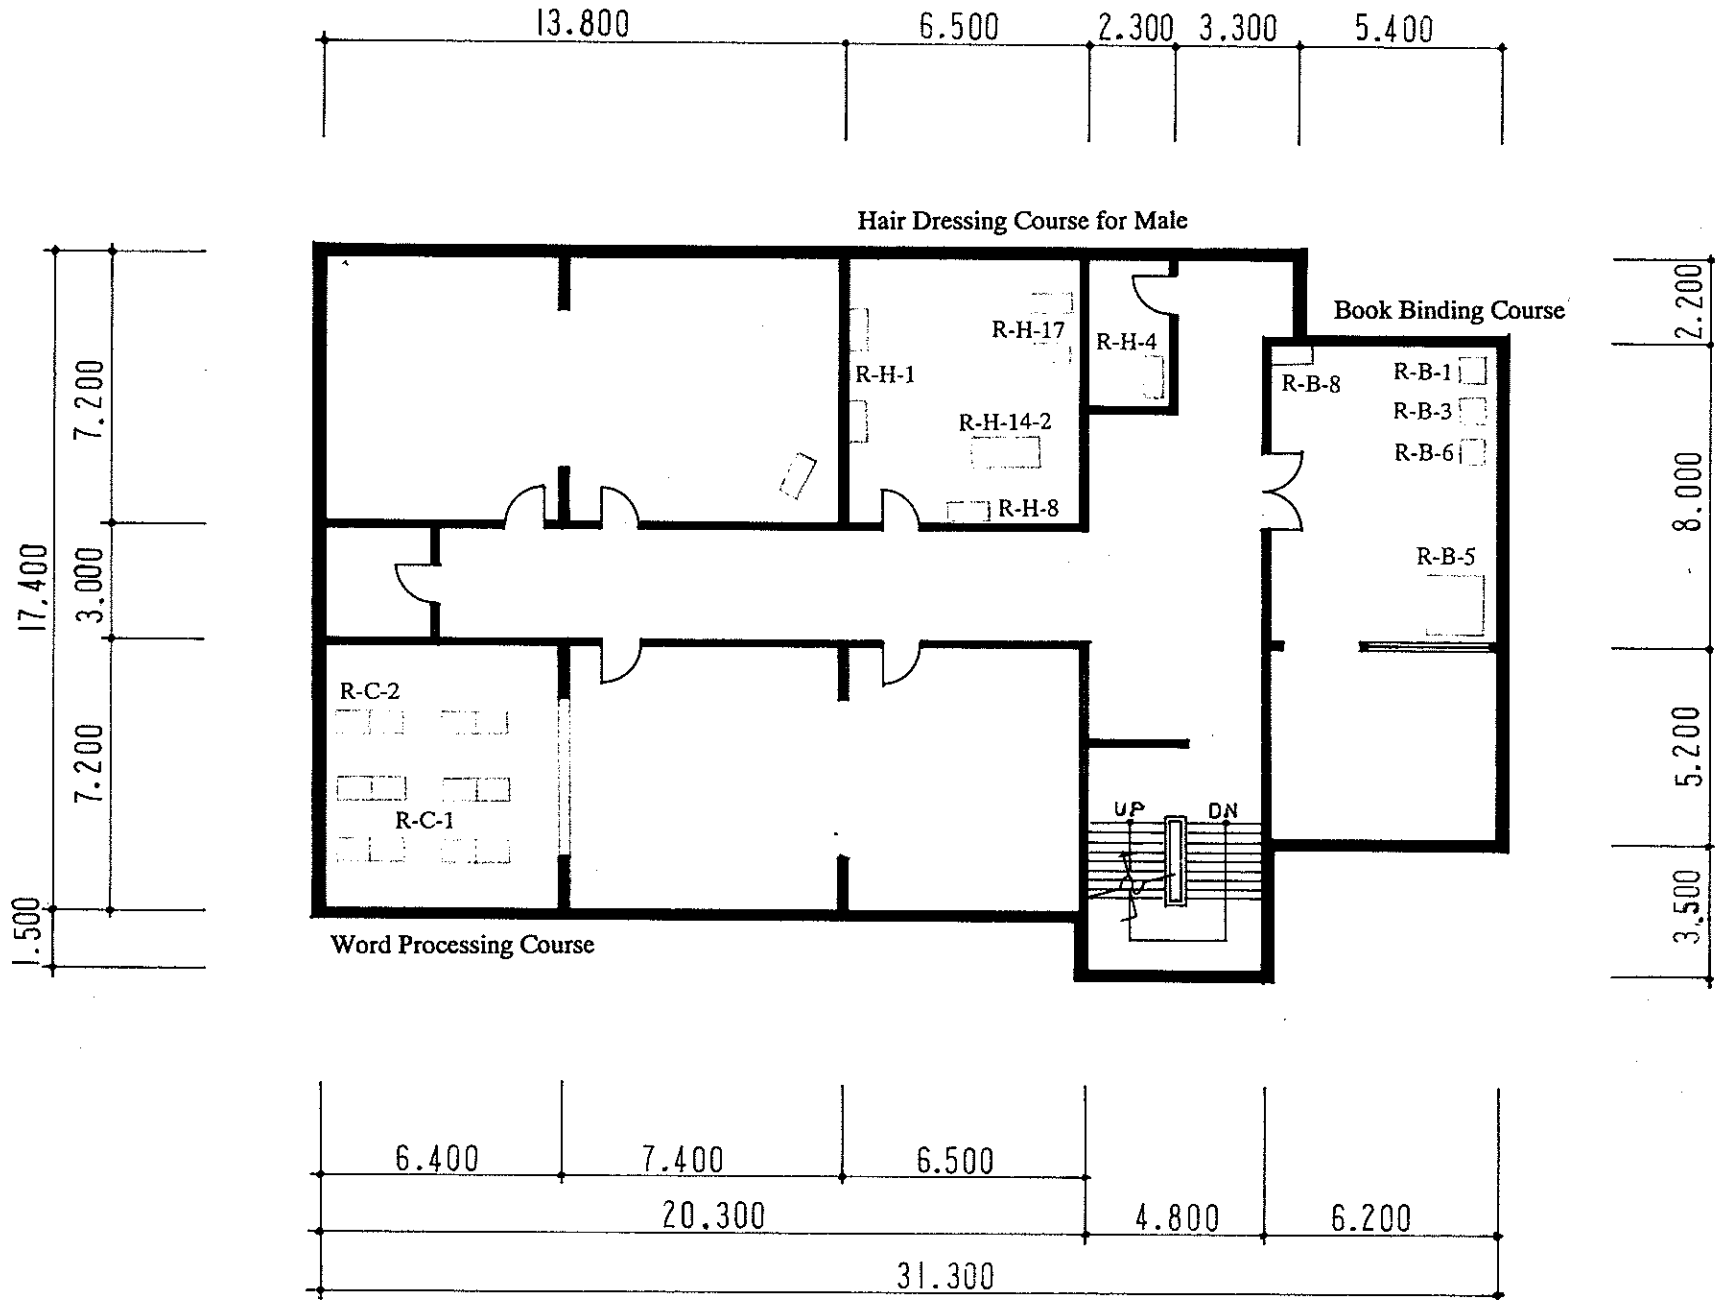 13.800 6.500 2.300 3.300 5.400
Hair Dressing Course for Male
Book Binding Course
2.200
7.200
R-H-17
R-H-4
R-H-1
R-B-8
R-B-1
R-B-3
R-H-14-2
R-B-6
8.000
R-H-8
17.400
3.000
R-B-5
R-C-2
7.200
5.200
R-C-1
UP DN
1.500
3.500
Word Processing Course
6.400 7.400 6.500
20.300 4.800 6.200
31.300